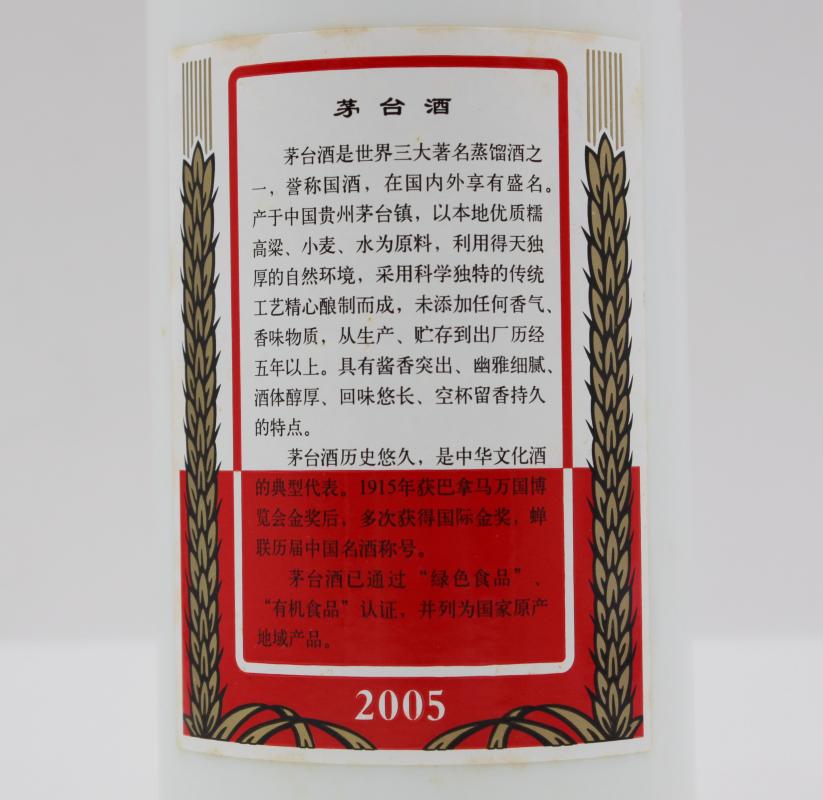 茅台酒
茅台酒是世界三大著名蒸馏酒之
一，誉称国酒，在国内外享有盛名。
产于中国贵州茅台镇，以本地优质糯
高粱、小麦、水为原料，利用得天独
厚的自然环境，采用科学独特的传统
工艺精心酿制而成，未添加任何香气、
香味物质，从生产、贮存到出厂历经
五年以上。具有酱香突出、幽雅细腻、
酒体醇厚、回味悠长、空杯留香持久
的特点。
茅台酒历史悠久，是中华文化酒
的典型代表。1915年获巴拿马万国博
览会金奖后，多次获得国际金奖，蝉
联历届中国名酒称号。
茅台酒已通过“绿色食品”、
“有机食品”认证，并列为国家原产
地域产品。
2005